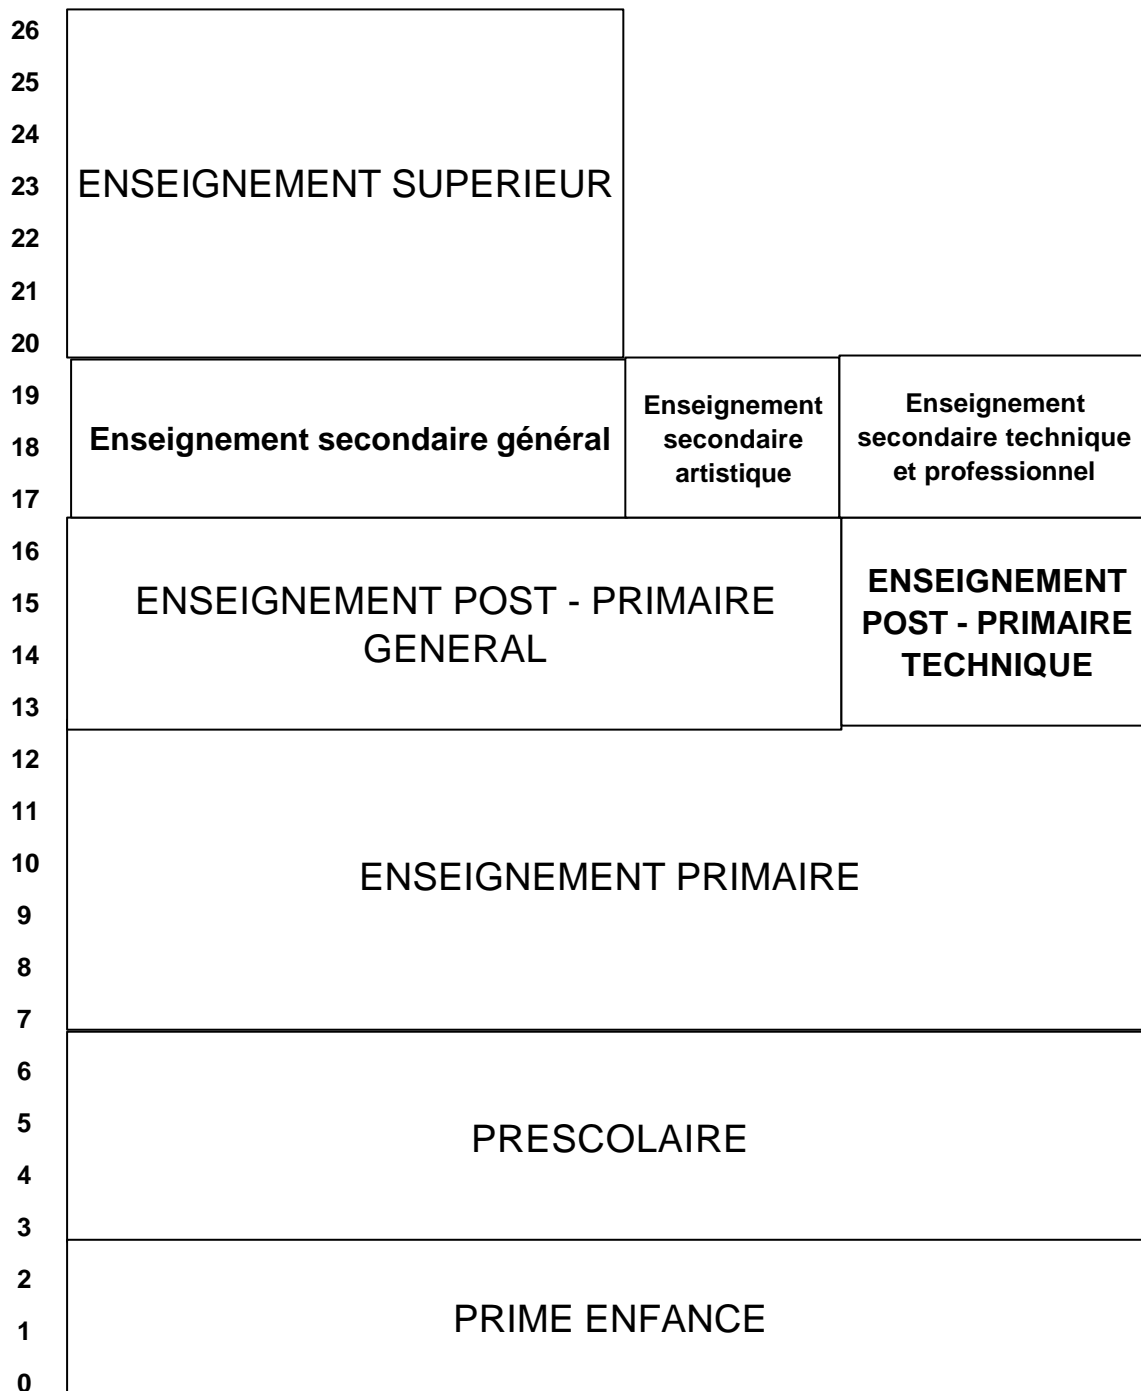 26
25
24
23
22
21
20
19
18
17
16
15
14
13
12
11
10
9
8
7
6
5
4
3
2
1
0
ENSEIGNEMENT SUPERIEUR
Enseignement secondaire général
Enseignement
secondaire
artistique
Enseignement
secondaire technique
et professionnel
ENSEIGNEMENT POST - PRIMAIRE
GENERAL
ENSEIGNEMENT
POST - PRIMAIRE
TECHNIQUE
ENSEIGNEMENT PRIMAIRE
PRESCOLAIRE
PRIME ENFANCE